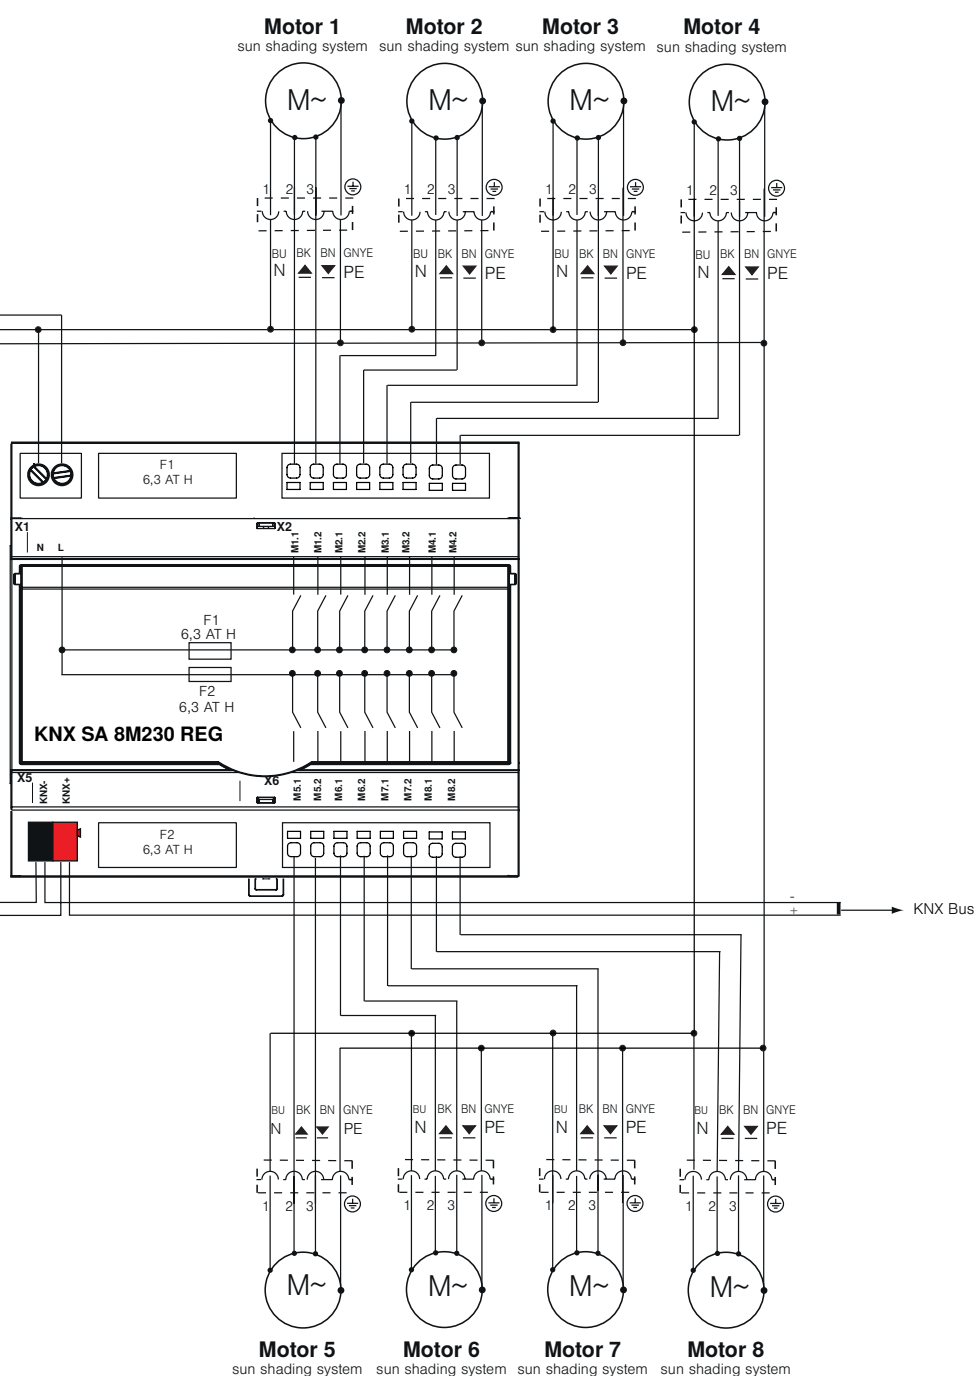 Motor 1 Motor 2 Motor 3 Motor 4
sun shading system sun shading system sun shading system sun shading system
M~ M~ M~ M~
1 2 3 1 2 3 1 2 3 1 2 3
BU BK BN GNYE BU BK BN GNYE BU BK BN GNYE BU BK BN GNYE
N PE N PE N PE N PE
F1
6,3 AT H
X1 X2
N L M1.1 M1.2 M2.1 M2.2 M3.1 M3.2 M4.1 M4.2
F1
6,3 AT H
F2
6,3 AT H
KNX SA 8M230 REG
X5 X6
KNX- KNX+ M5.1 M5.2 M6.1 M6.2 M7.1 M7.2 M8.1 M8.2
F2
6,3 AT H
-
+
KNX Bus
BU BK BN GNYE BU BK BN GNYE BU BK BN GNYE BU BK BN GNYE
N PE N PE N PE N PE
1 2 3 1 2 3 1 2 3 1 2 3
M~ M~ M~ M~
Motor 5 Motor 6 Motor 7 Motor 8
sun shading system sun shading system sun shading system sun shading system